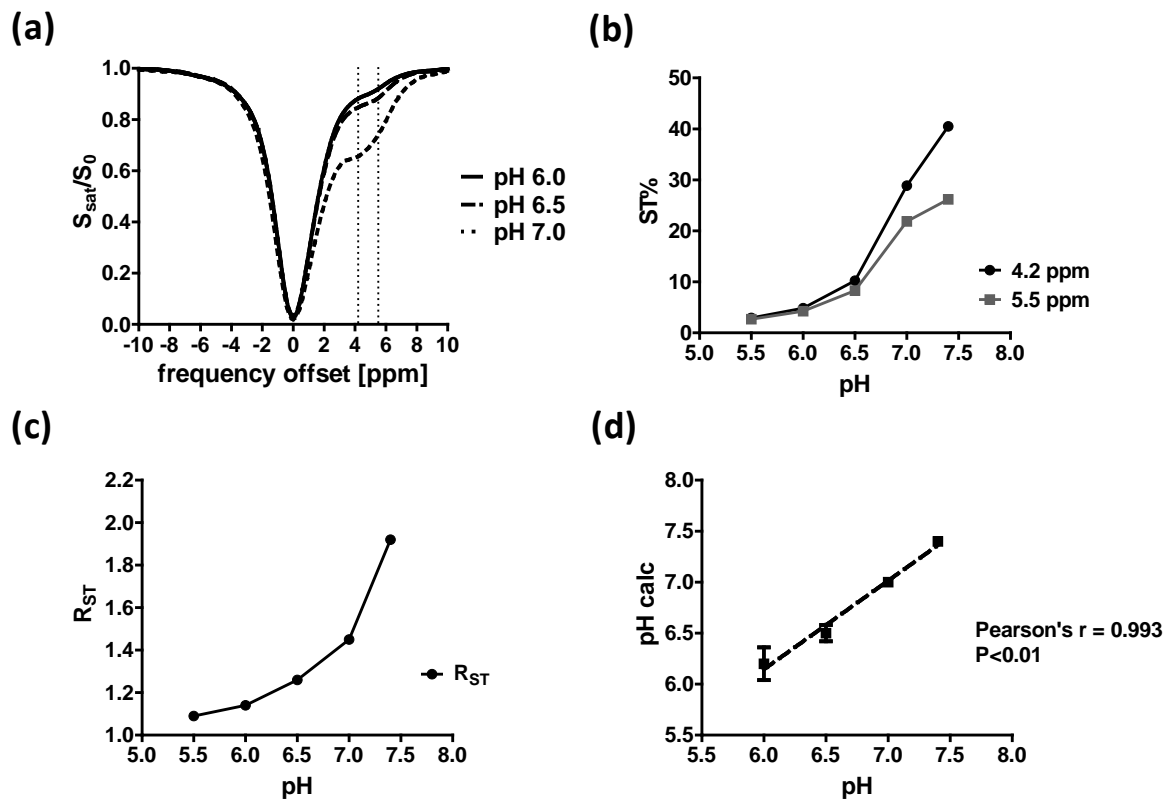 (a)
S_sat/S_0
1.0
0.8
0.6
0.4
0.2
0.0
-10 -8 -6 -4 -2 0 2 4 6 8 10
frequency offset [ppm]
pH 6.0
pH 6.5
pH 7.0
(b)
ST%
50
40
30
20
10
0
5.0 5.5 6.0 6.5 7.0 7.5 8.0
pH
4.2 ppm
5.5 ppm
(c)
R_ST
2.2
2.0
1.8
1.6
1.4
1.2
1.0
5.0 5.5 6.0 6.5 7.0 7.5 8.0
pH
R_ST
(d)
pH calc
8.0
7.5
7.0
6.5
6.0
5.5
5.5 6.0 6.5 7.0 7.5 8.0
pH
Pearson's r = 0.993
P<0.01